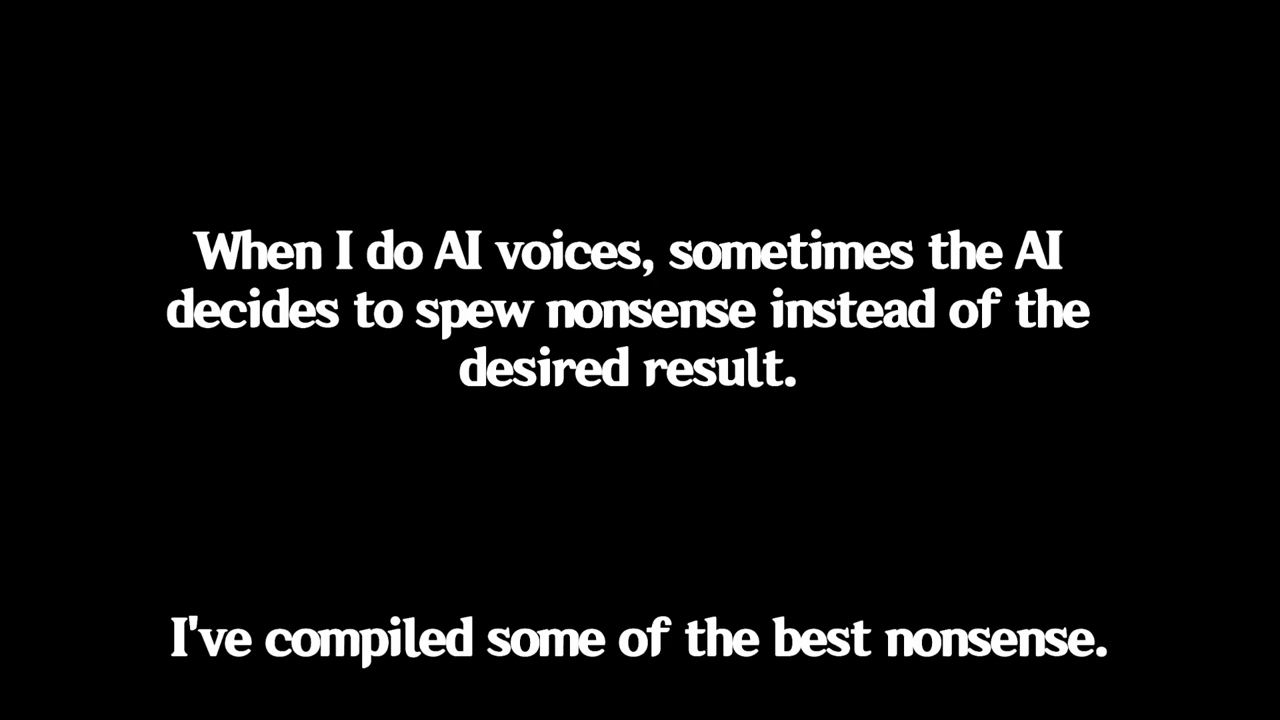 When I do AI voices, sometimes the AI
decides to spew nonsense instead of the
desired result.
I've compiled some of the best nonsense.